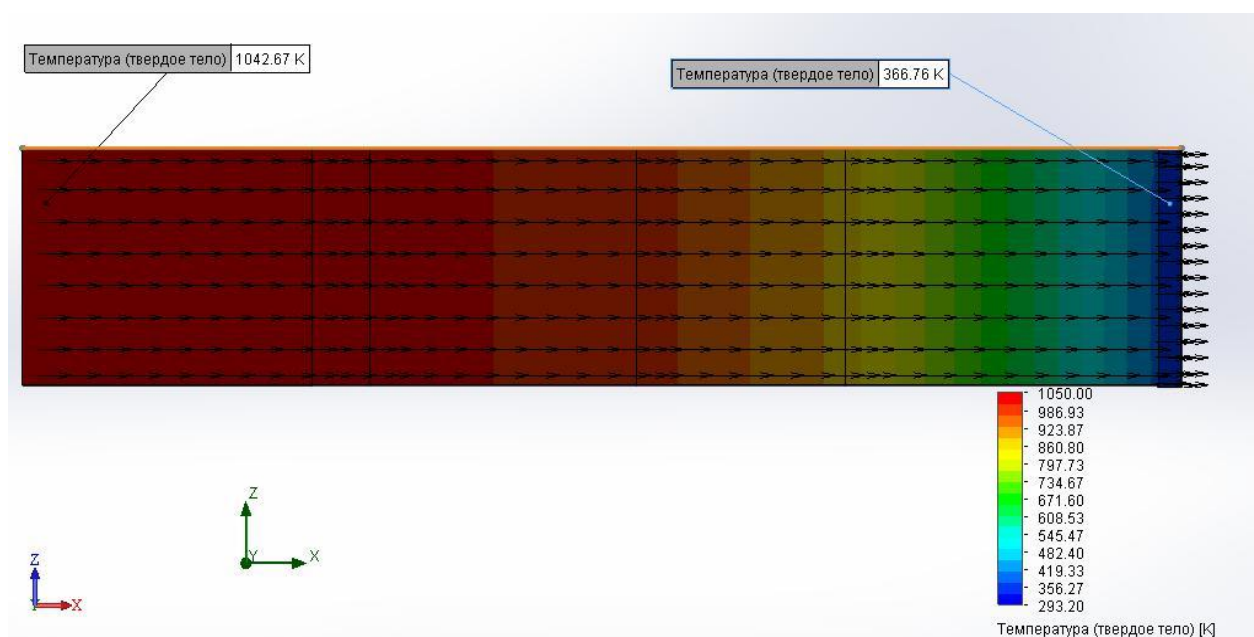 Температура (твердое тело) 1042.67 K
Температура (твердое тело) 366.76 K
1050.00
986.93
923.87
860.80
797.73
734.67
671.60
608.53
545.47
482.40
419.33
356.27
293.20
Температура (твердое тело) [K]
Z
Y
X
Z
Y
X